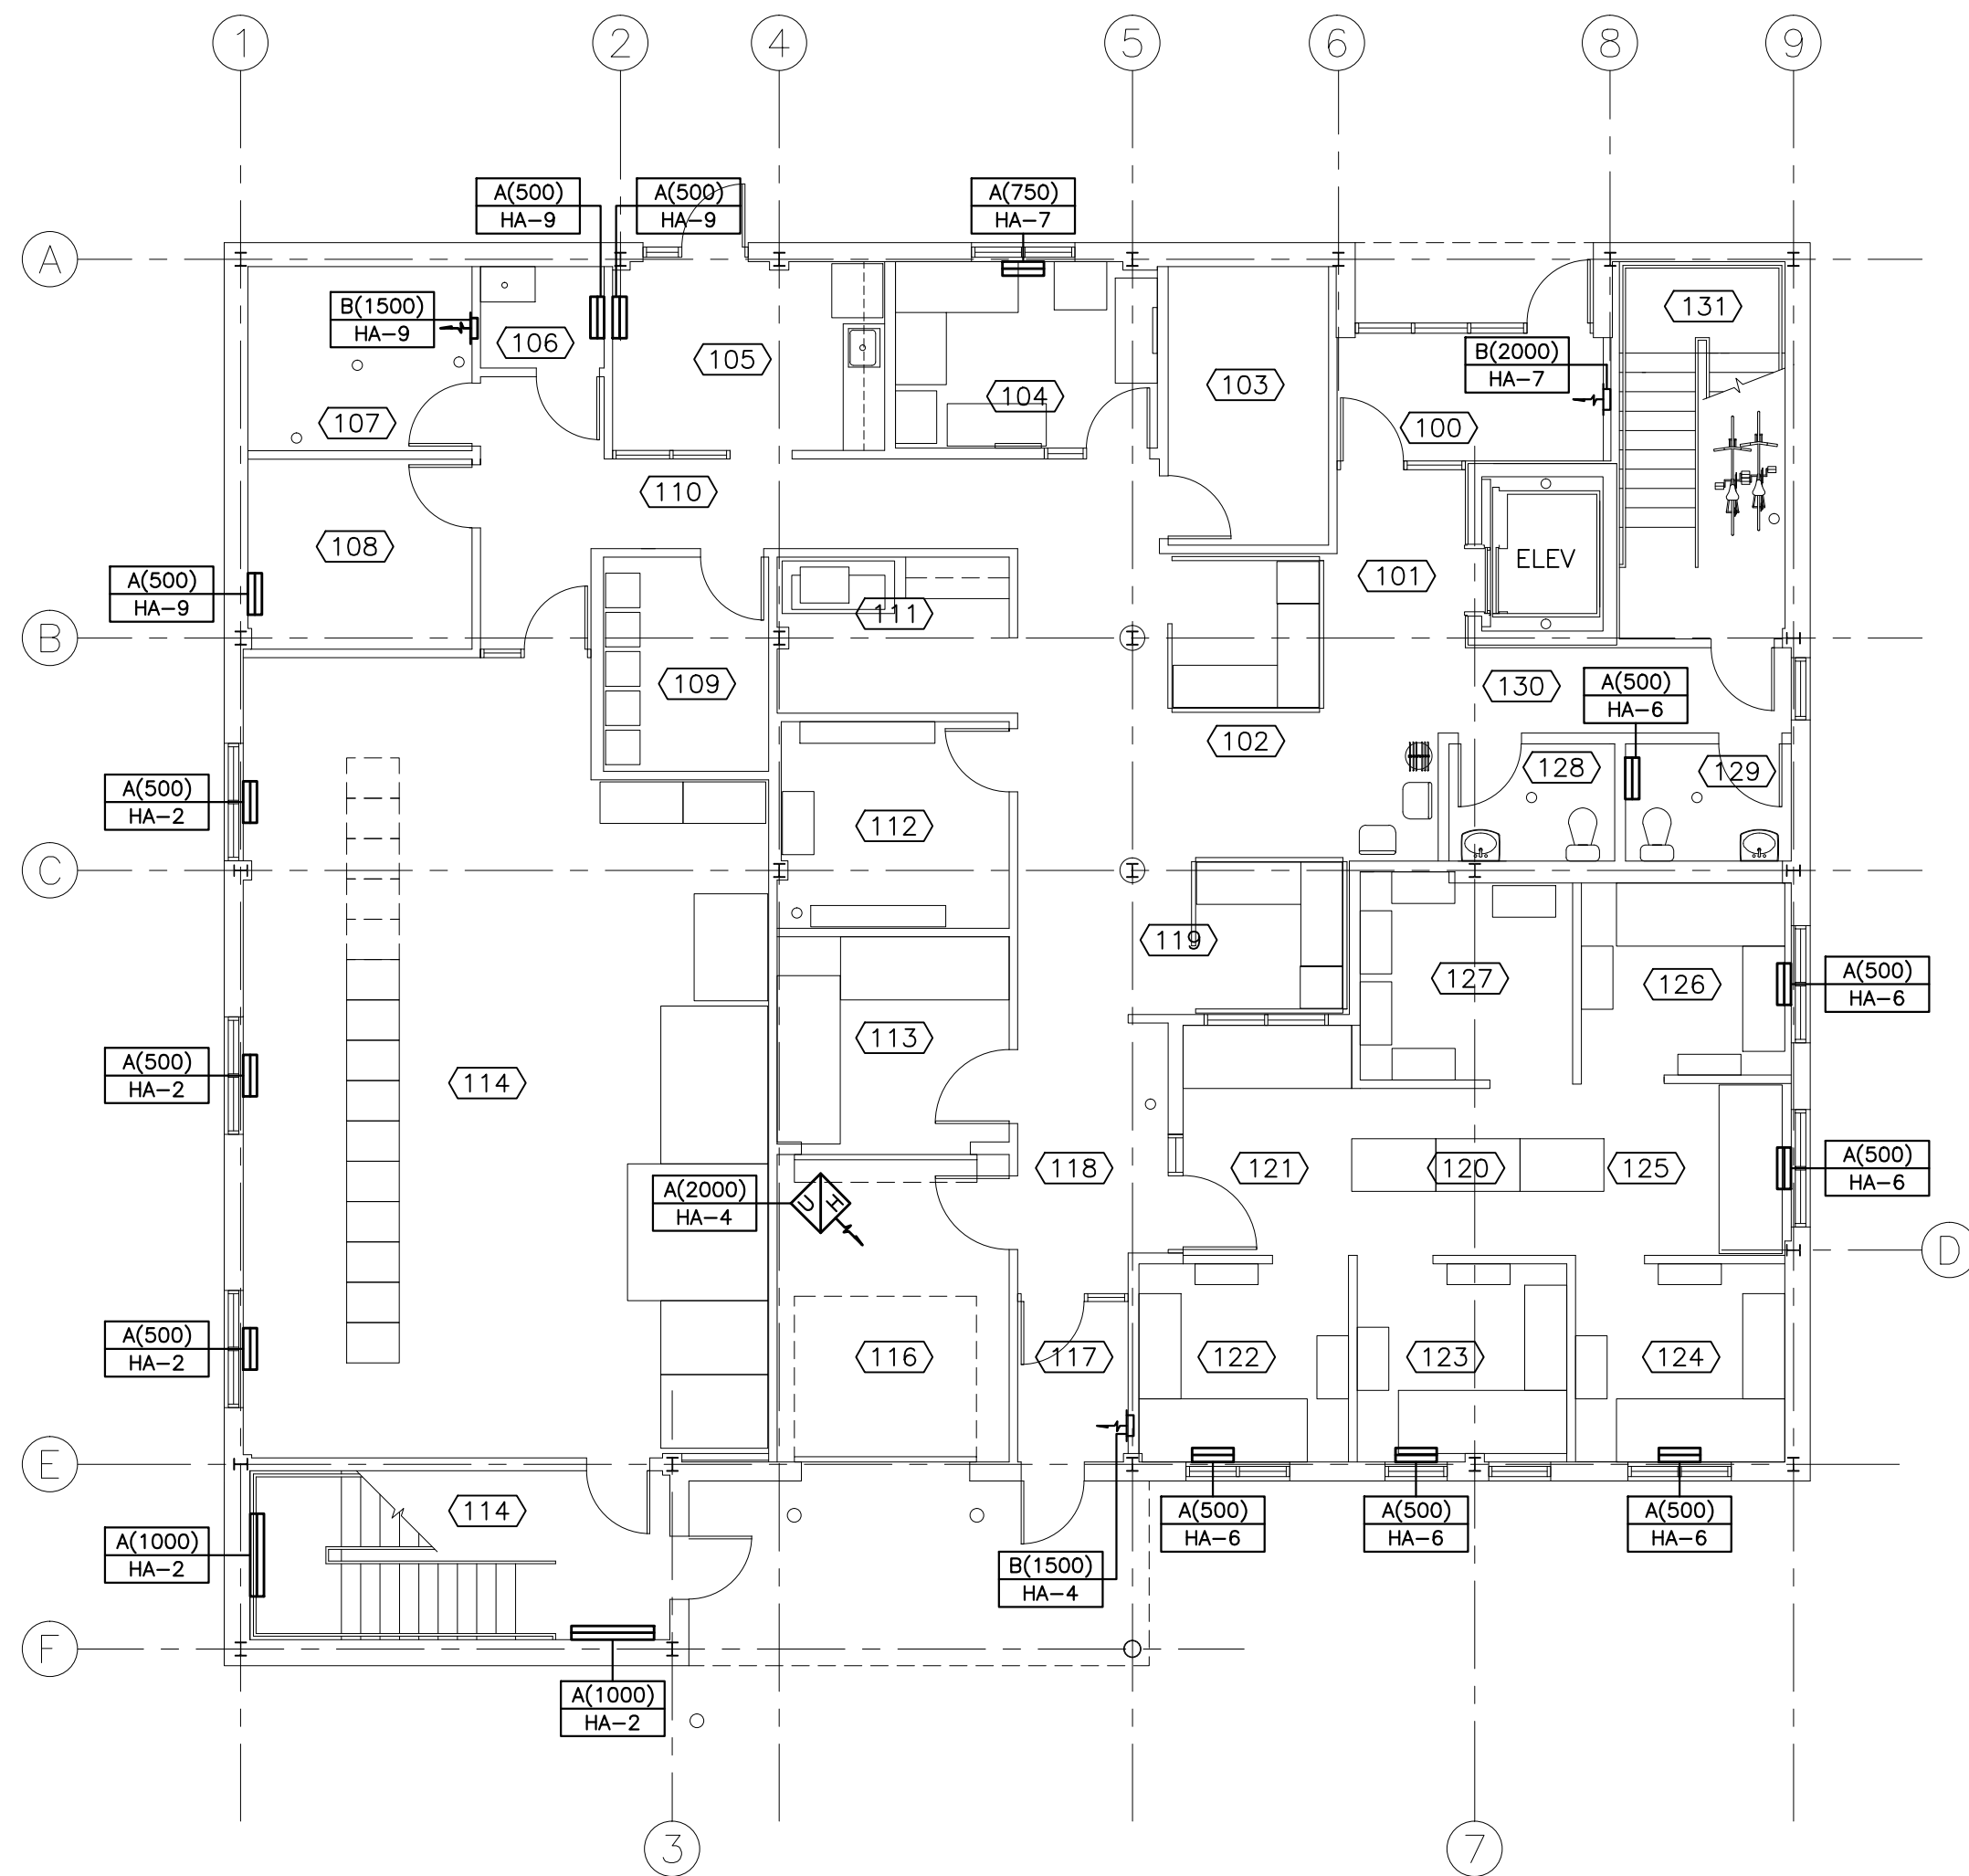 1
2
4
5
6
8
9
A(500)
HA-9
A(500)
HA-9
A(750)
HA-7
A
B(1500)
HA-9
106
105
104
103
131
B(2000)
HA-7
107
100
110
108
101
ELEV
A(500)
HA-9
111
B
109
130
A(500)
HA-6
102
128
129
A(500)
HA-2
112
C
119
127
126
A(500)
HA-6
113
A(500)
HA-2
114
118
121
120
125
A(500)
HA-6
A(2000)
HA-4
U
H
D
A(500)
HA-2
116
117
122
123
124
E
114
A(500)
HA-6
A(500)
HA-6
A(500)
HA-6
A(1000)
HA-2
B(1500)
HA-4
F
A(1000)
HA-2
3
7